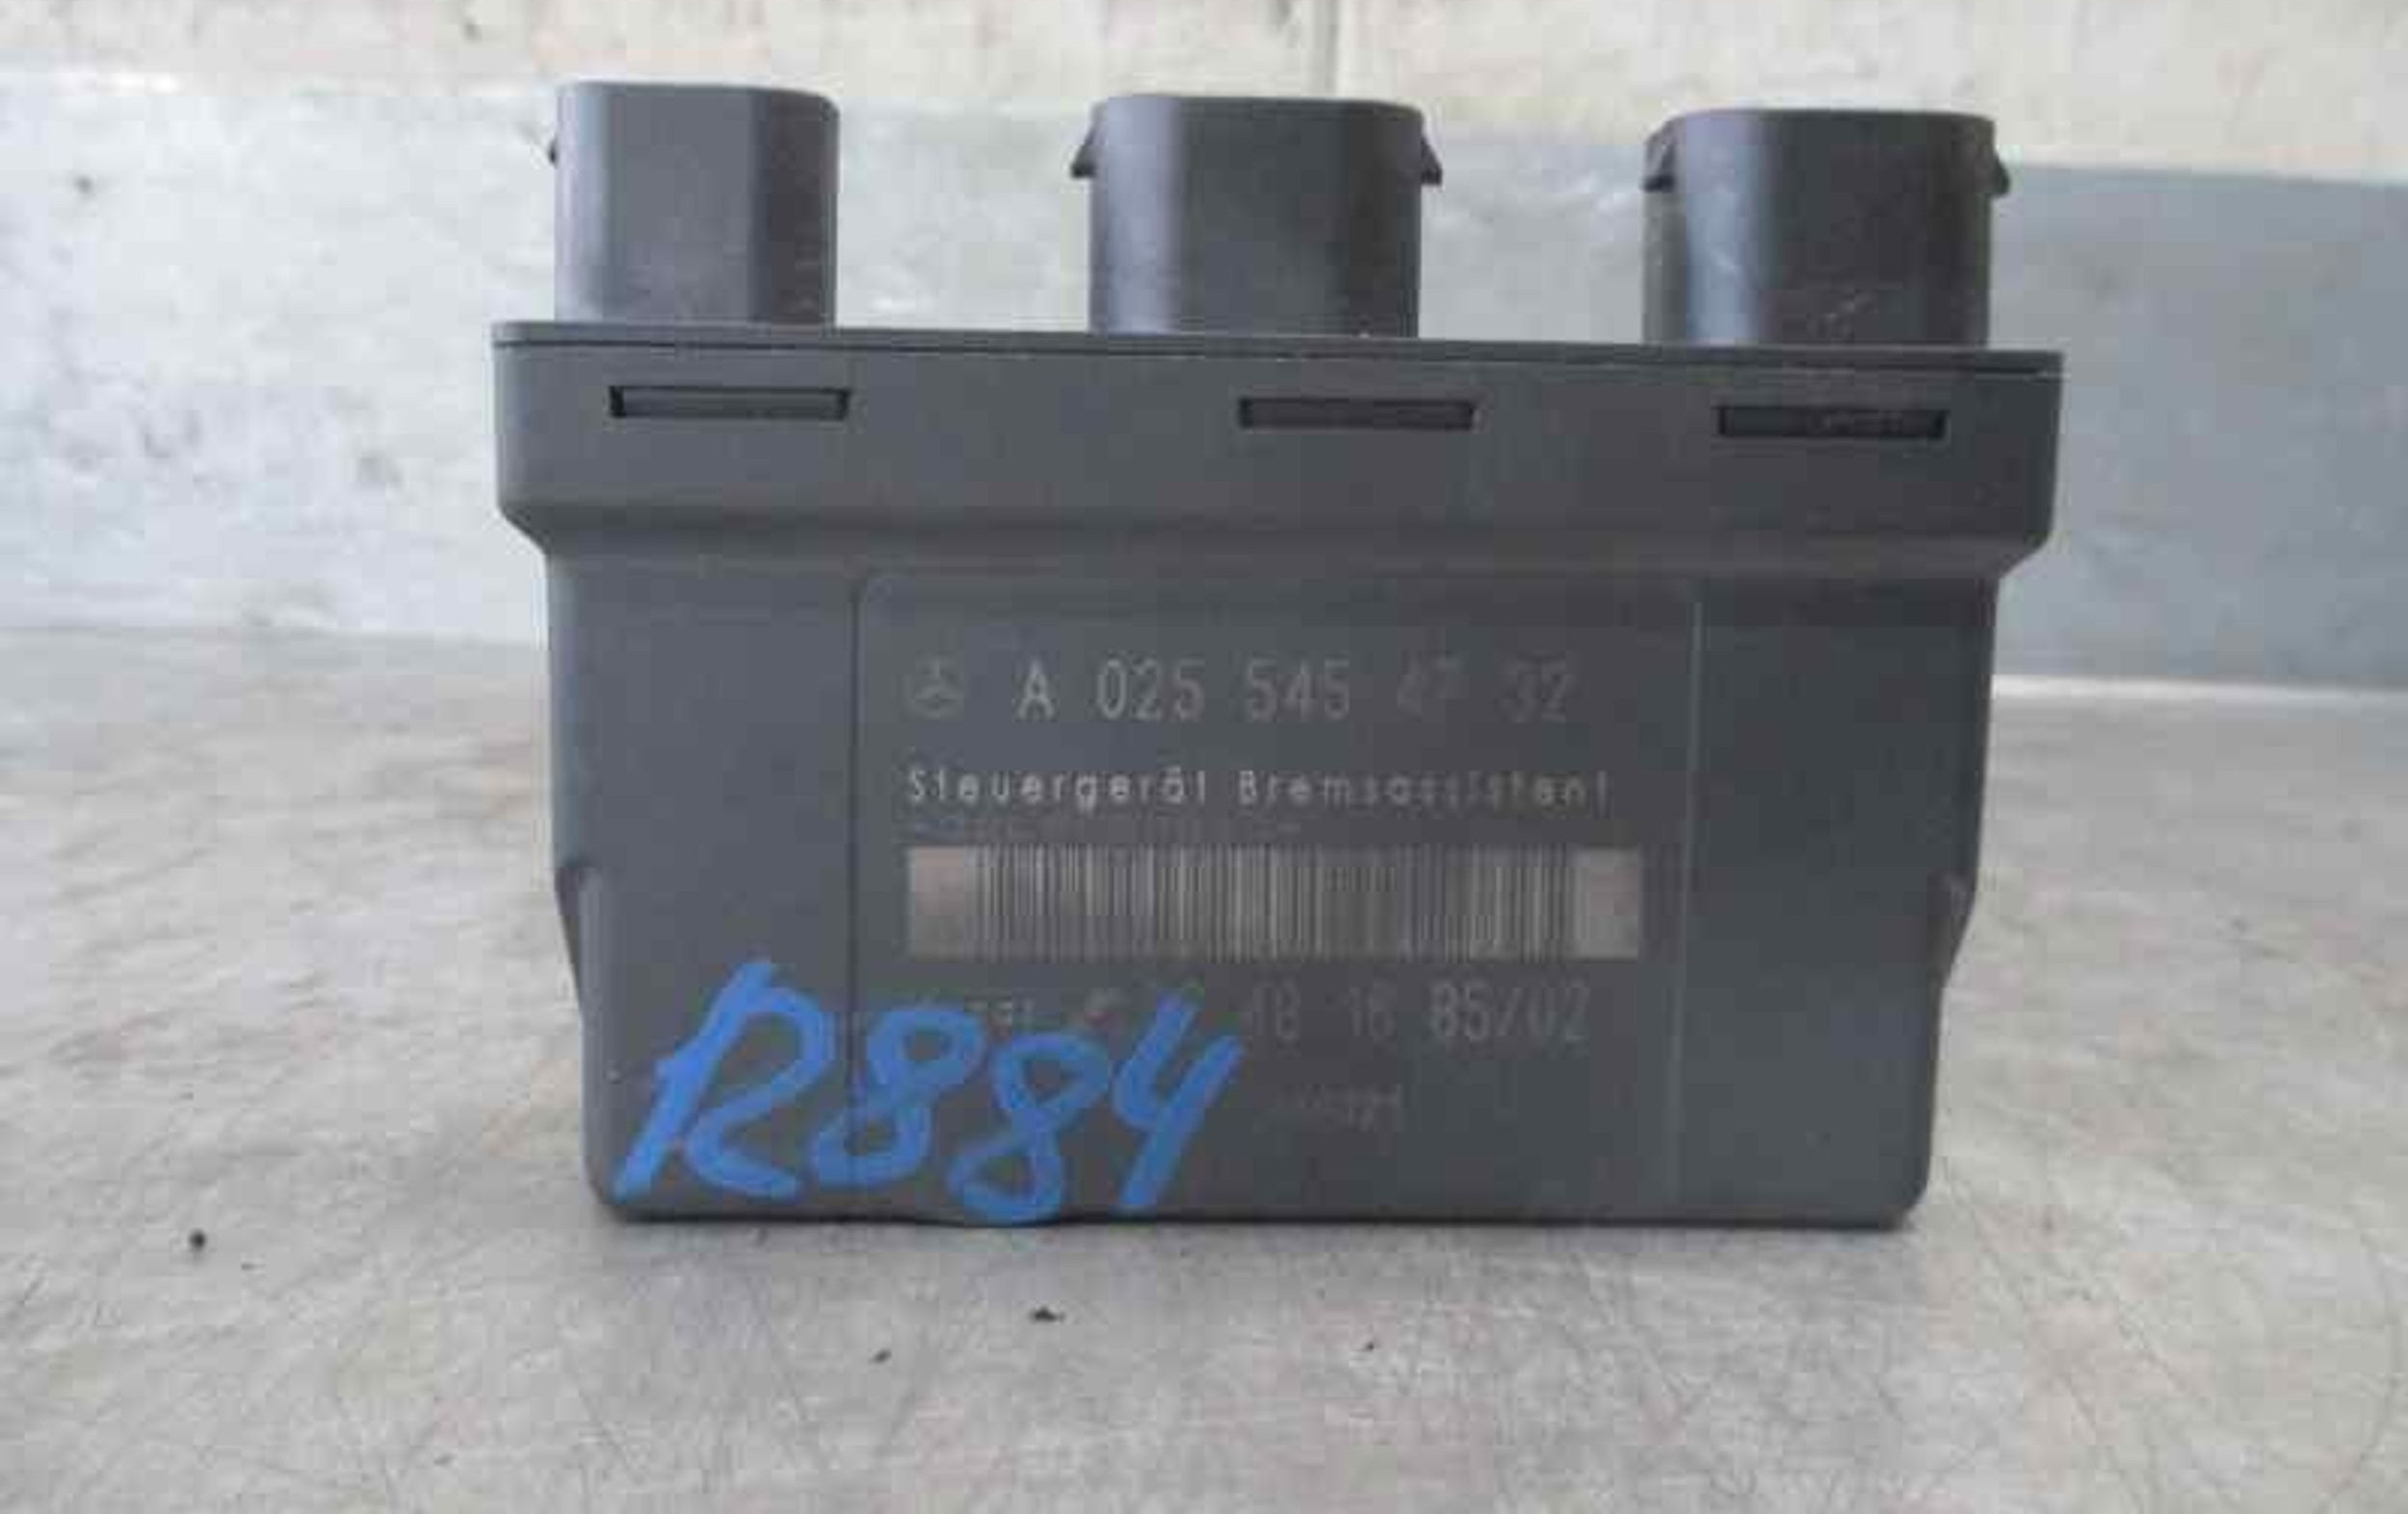 A 025 545 47 32
Steuergerät Bremsassistent
18 16 85/02
R884